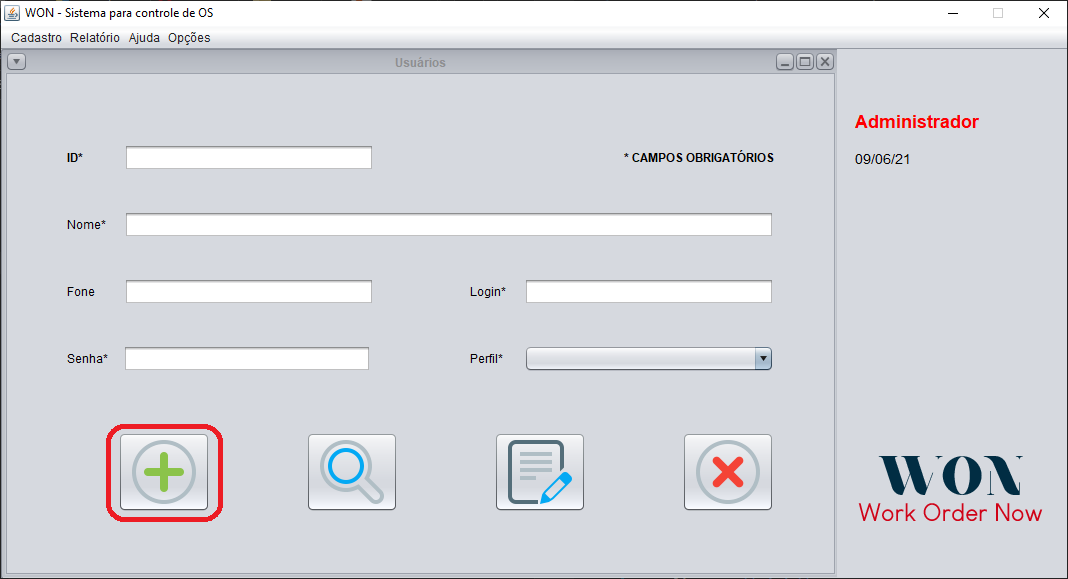 WON - Sistema para controle de OS
Cadastro Relatório Ajuda Opções
Usuários
Administrador
ID* * CAMPOS OBRIGATÓRIOS
09/06/21
Nome*
Fone Login*
Senha* Perfil*
WON
Work Order Now